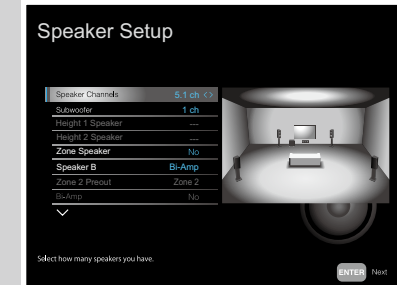 Speaker Setup
Speaker Channels 5.1 ch <>
Subwoofer 1 ch
Height 1 Speaker ---
Height 2 Speaker ---
Zone Speaker No
Speaker B Bi-Amp
Zone 2 Preout Zone 2
Bi-Amp No
Select how many speakers you have.
ENTER Next